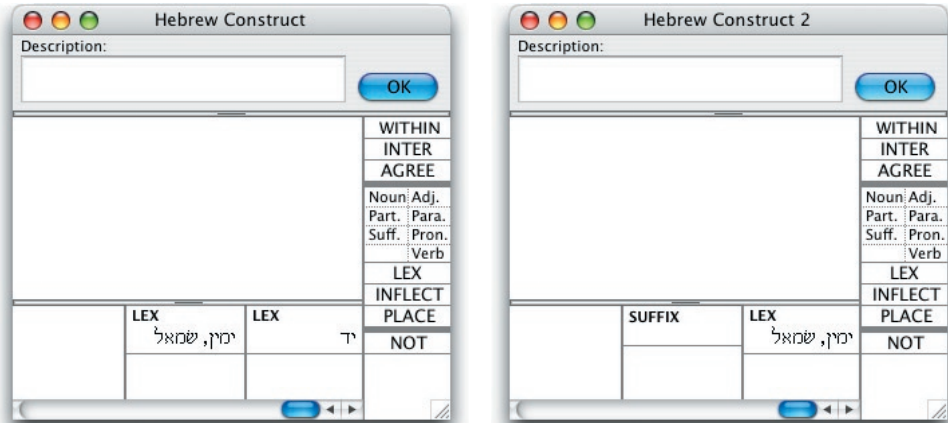 Hebrew Construct
Description:
OK
WITHIN
INTER
AGREE
Noun Adj.
Part. Para.
Suff. Pron.
Verb
LEX
INFLECT
PLACE
NOT
LEX
ימין, שמאל
LEX
יד
Hebrew Construct 2
Description:
OK
WITHIN
INTER
AGREE
Noun Adj.
Part. Para.
Suff. Pron.
Verb
LEX
INFLECT
PLACE
NOT
SUFFIX
LEX
ימין, שמאל